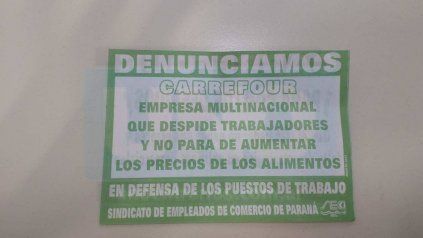 DENUNCIAMOS
CARREFOUR
EMPRESA MULTINACIONAL
QUE DESPIDE TRABAJADORES
Y NO PARA DE AUMENTAR
LOS PRECIOS DE LOS ALIMENTOS
EN DEFENSA DE LOS PUESTOS DE TRABAJO
SINDICATO DE EMPLEADOS DE COMERCIO DE PARANÁ